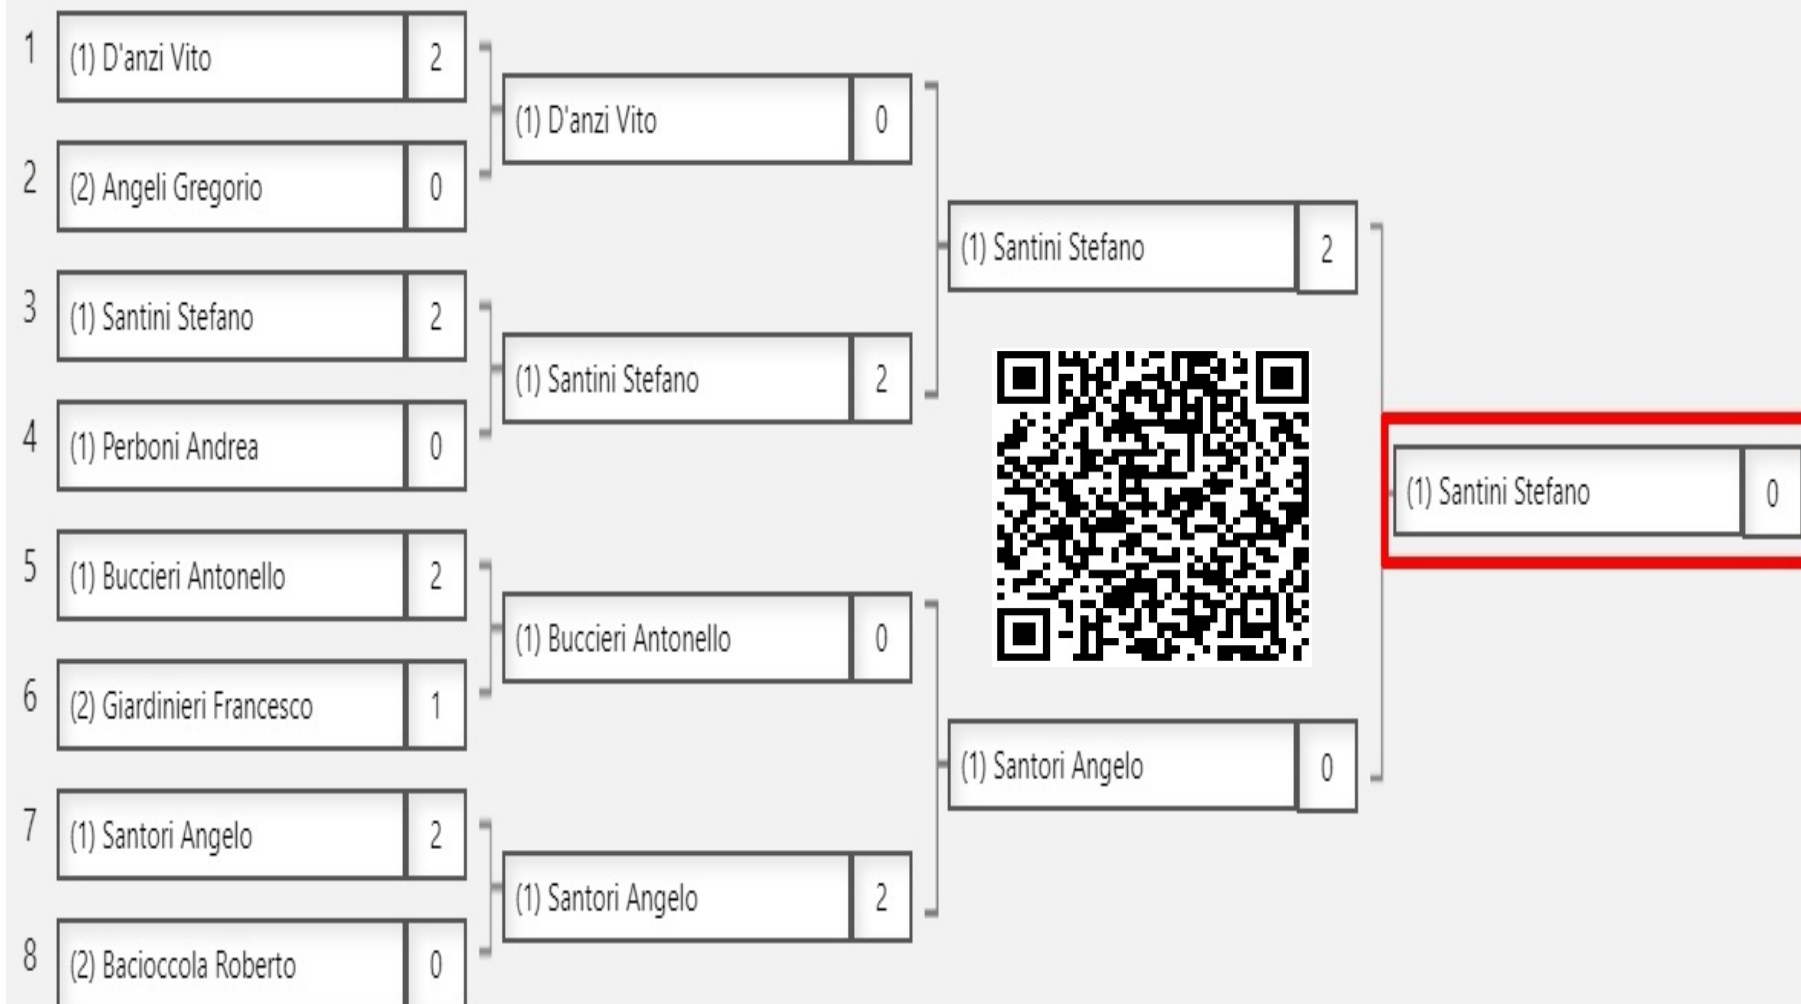 1 (1) D'anzi Vito 2
2 (2) Angeli Gregorio 0
3 (1) Santini Stefano 2
4 (1) Perboni Andrea 0
5 (1) Buccieri Antonello 2
6 (2) Giardinieri Francesco 1
7 (1) Santori Angelo 2
8 (2) Bacioccola Roberto 0
(1) D'anzi Vito 0
(1) Santini Stefano 2
(1) Buccieri Antonello 0
(1) Santori Angelo 2
(1) Santini Stefano 2
(1) Santori Angelo 0
(1) Santini Stefano 0